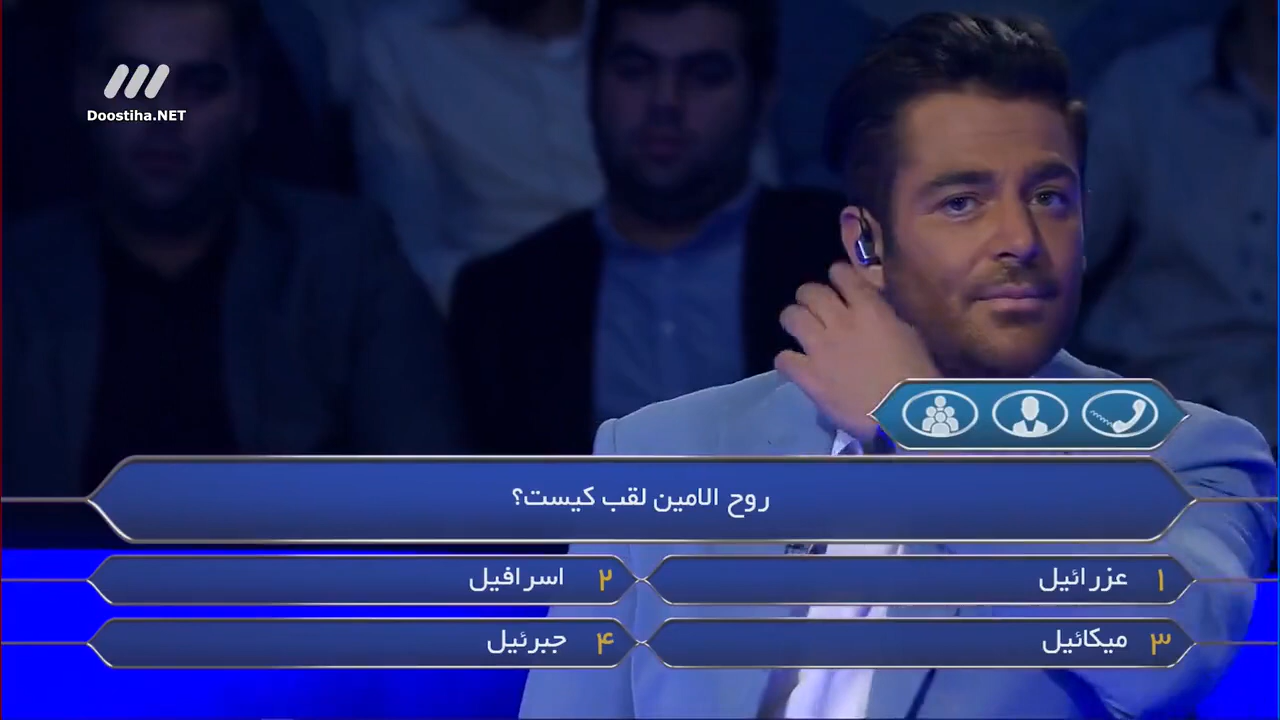 Doostiha.NET
روح الامین لقب کیست؟
۱ عزرائیل
۲ اسرافیل
۳ میکائیل
۴ جبرئیل